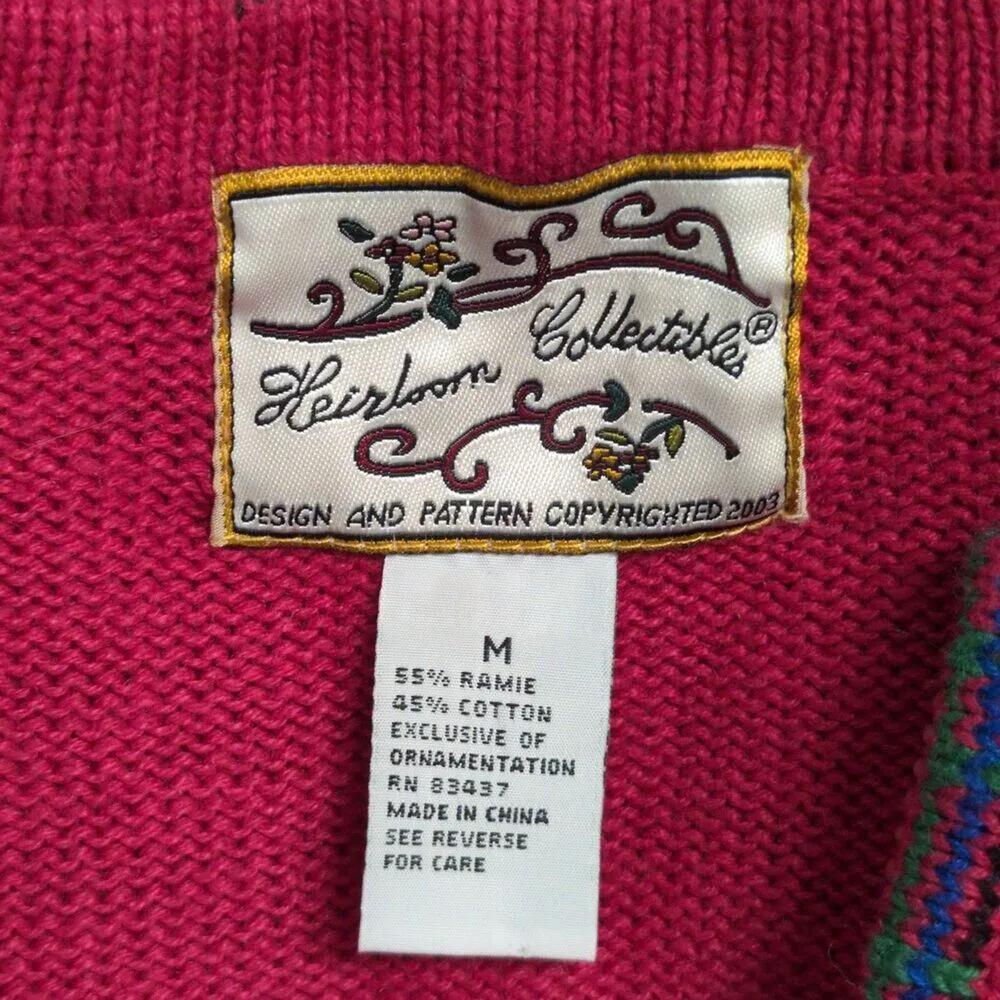 Heirloom Collectibles®
DESIGN AND PATTERN COPYRIGHTED 2003
M
55% RAMIE
45% COTTON
EXCLUSIVE OF
ORNAMENTATION
RN 83437
MADE IN CHINA
SEE REVERSE
FOR CARE